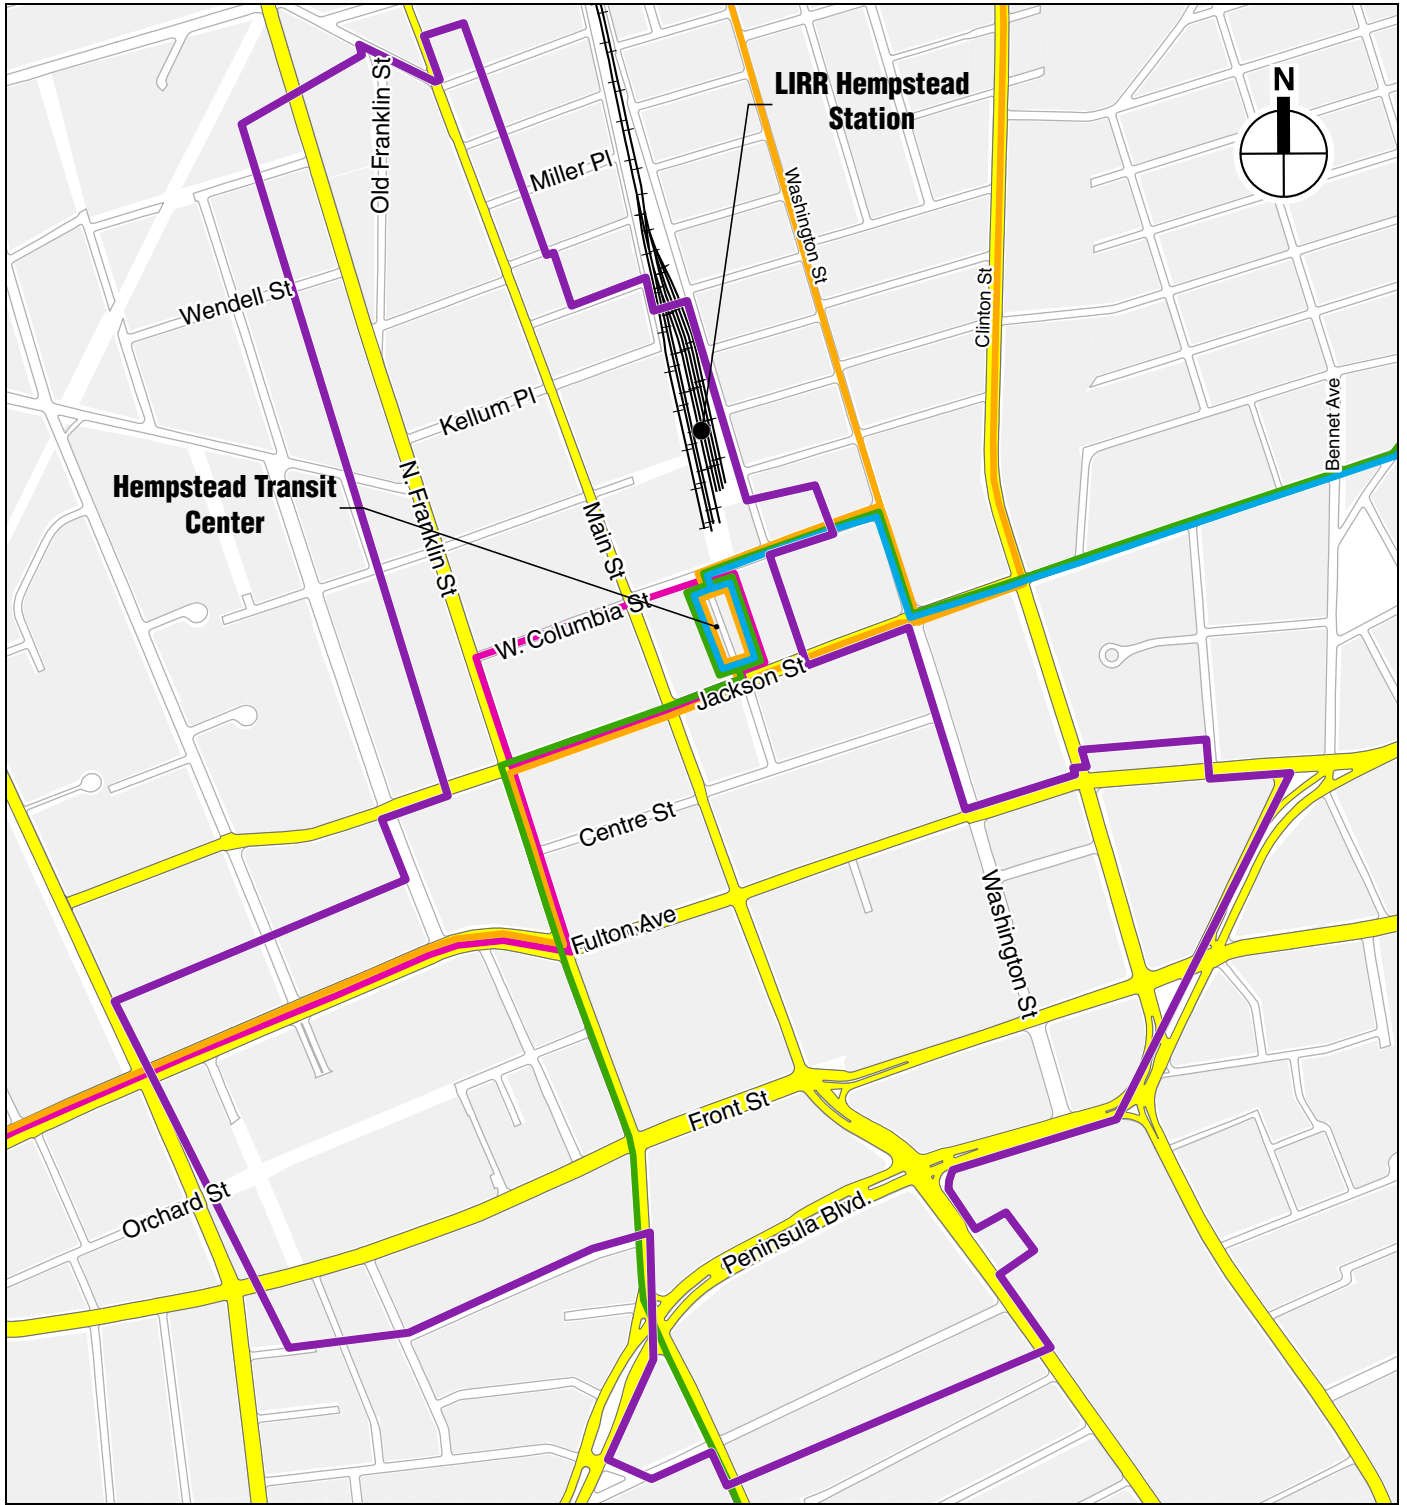 LIRR Hempstead
Station
N
Old Franklin St
Miller Pl
Washington St
Wendell St
Clinton St
Kellum Pl
Bennet Ave
Hempstead Transit
Center
N. Franklin St
Main St
W. Columbia St
Jackson St
Centre St
Fulton Ave
Washington St
Front St
Orchard St
Peninsula Blvd.